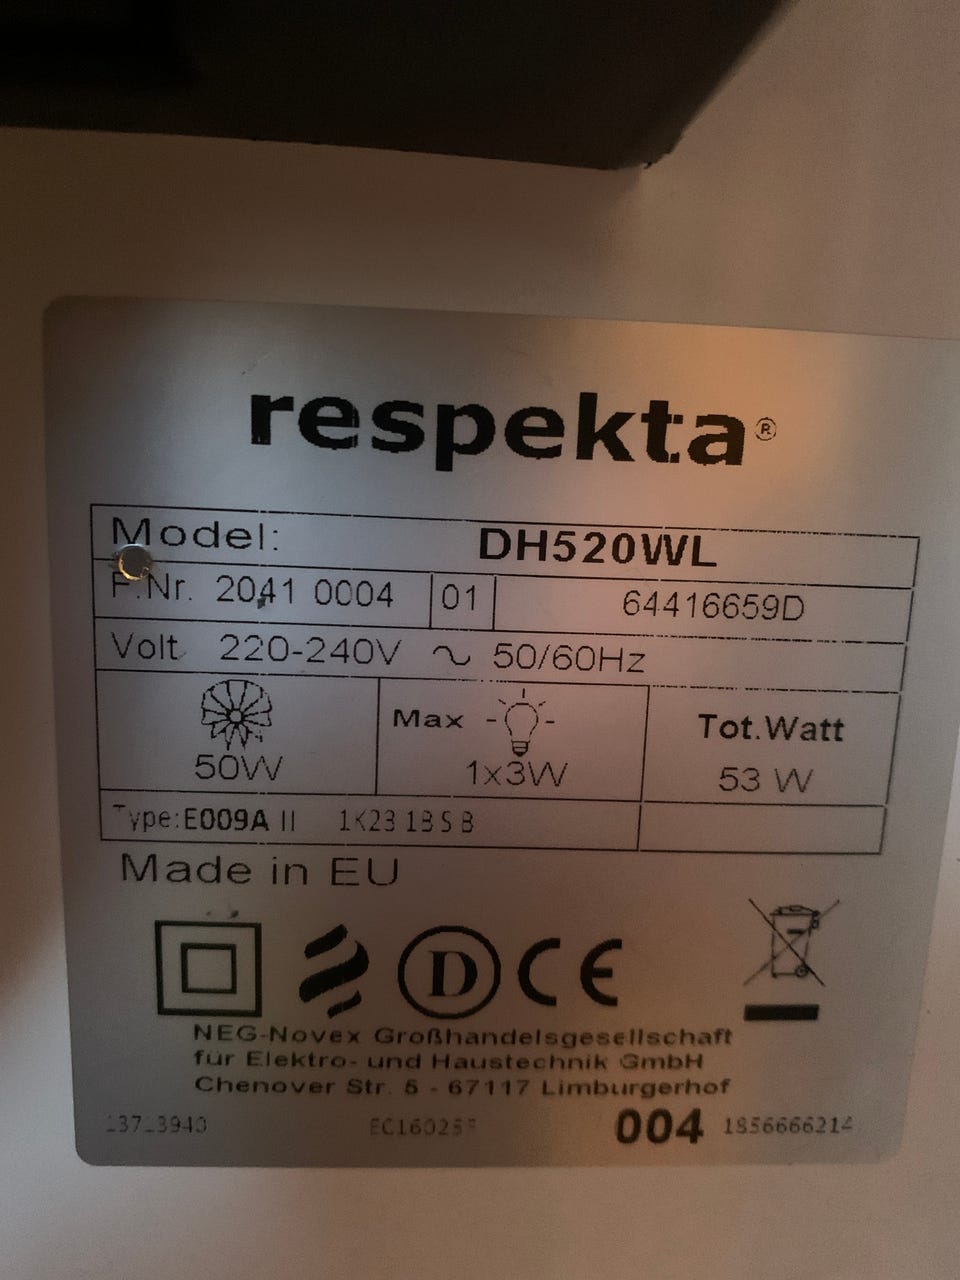 respekta®
Model: DH520WL
F.Nr. 2041 0004 01 64416659D
Volt 220-240V ~ 50/60Hz
Max Tot.Watt
50W 1x3W 53 W
Type:E009A II
Made in EU
D CE
NEG-Novex Großhandelsgesellschaft
für Elektro- und Haustechnik GmbH
Chenover Str. 5 - 67117 Limburgerhof
004 1856666214